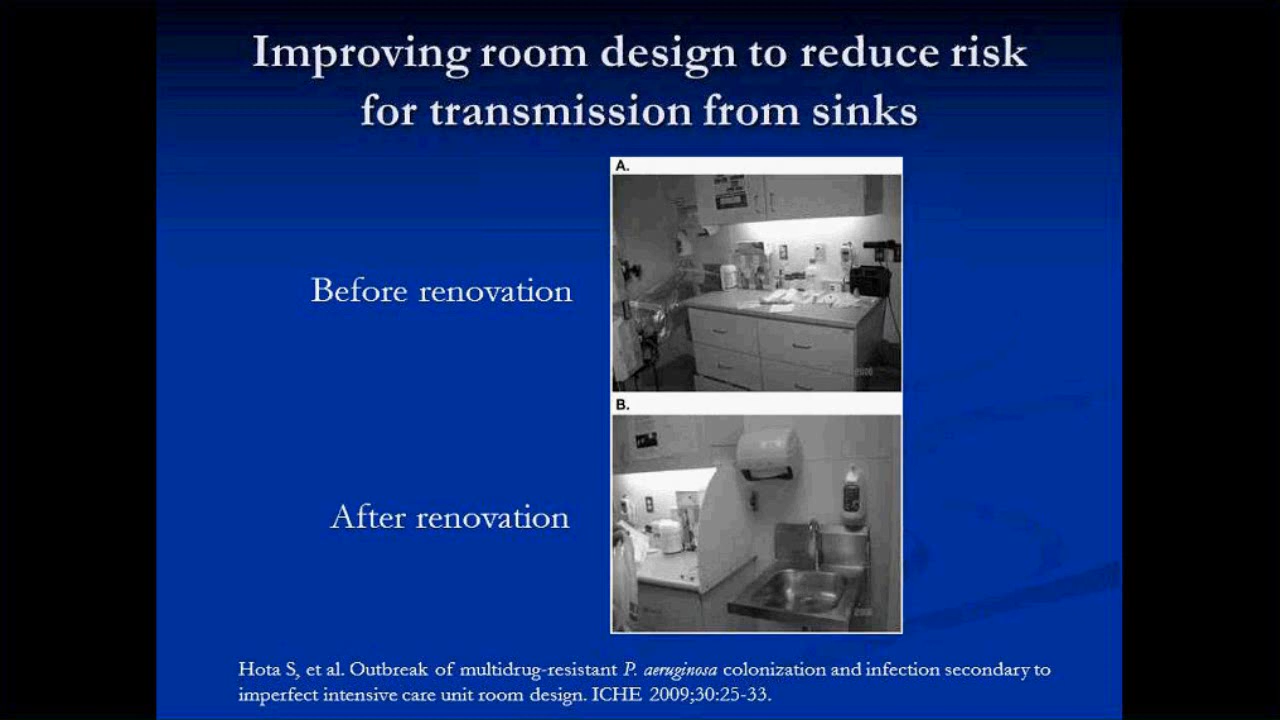 Improving room design to reduce risk
for transmission from sinks
A.
Before renovation
2006
B.
After renovation
2006
Hota S, et al. Outbreak of multidrug-resistant P. aeruginosa colonization and infection secondary to
imperfect intensive care unit room design. ICHE 2009;30:25-33.